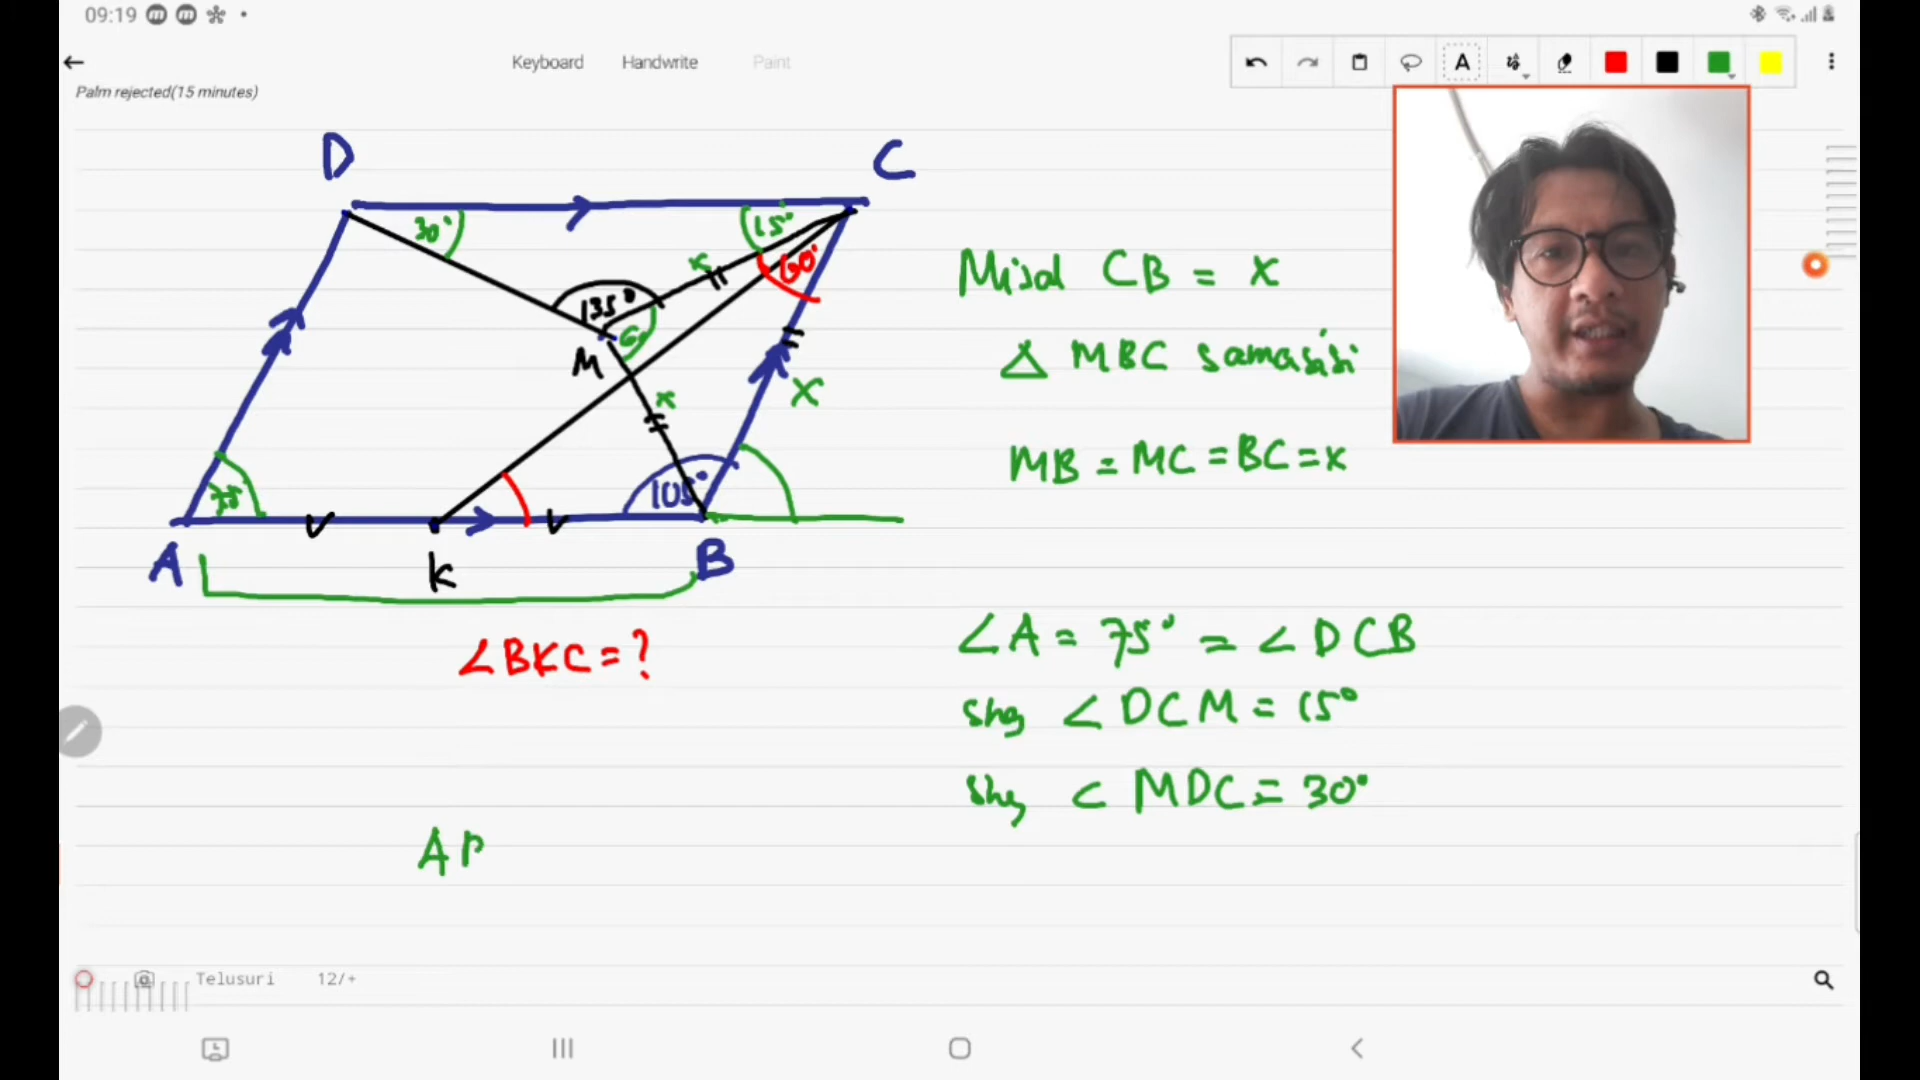 09:19
Keyboard Handwrite Paint
A
Palm rejected(15 minutes)
D
C
30°
15°
60°
x
135°
60
M
x
x
75
105°
A
K
B
∠BKC=?
AP
Misal CB = x
△ MBC samasisi
MB = MC = BC = x
∠A = 75° = ∠DCB
shg ∠DCM = 15°
shg ∠MDC = 30°
Telusuri 12/+